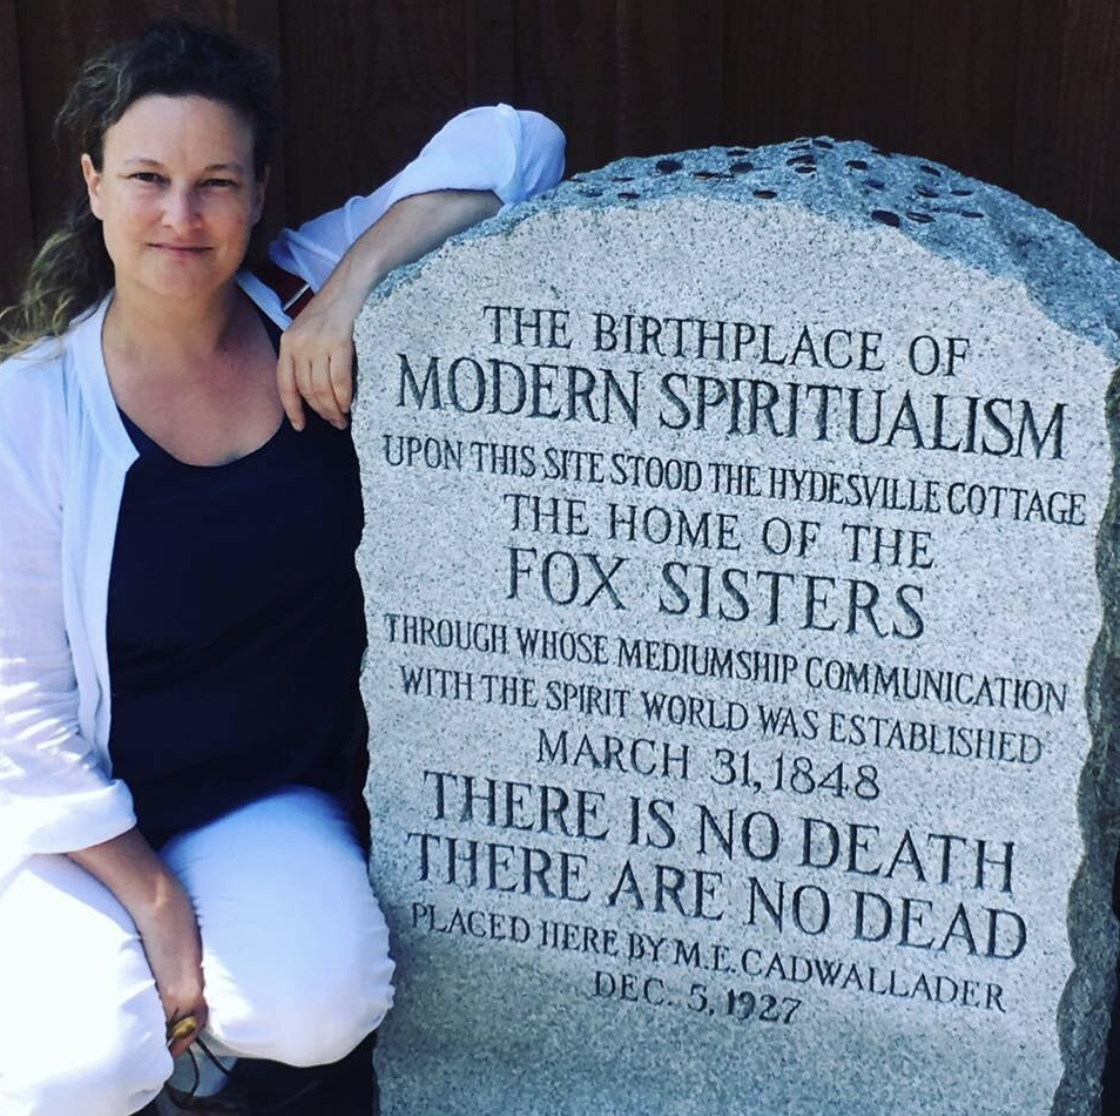 THE BIRTHPLACE OF
MODERN SPIRITUALISM
UPON THIS SITE STOOD THE HYDESVILLE COTTAGE
THE HOME OF THE
FOX SISTERS
THROUGH WHOSE MEDIUMSHIP COMMUNICATION
WITH THE SPIRIT WORLD WAS ESTABLISHED
MARCH 31, 1848
THERE IS NO DEATH
THERE ARE NO DEAD
PLACED HERE BY M.E. CADWALLADER
DEC. 5, 1927